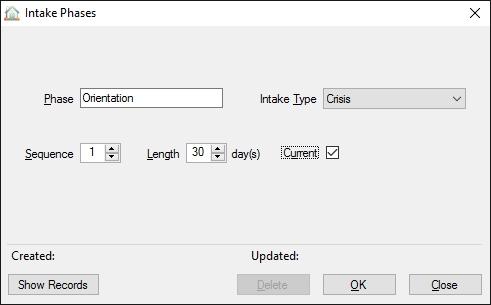 Intake Phases
Phase Orientation Intake Type Crisis
Sequence 1 Length 30 day(s) Current
Created: Updated:
Show Records Delete OK Close